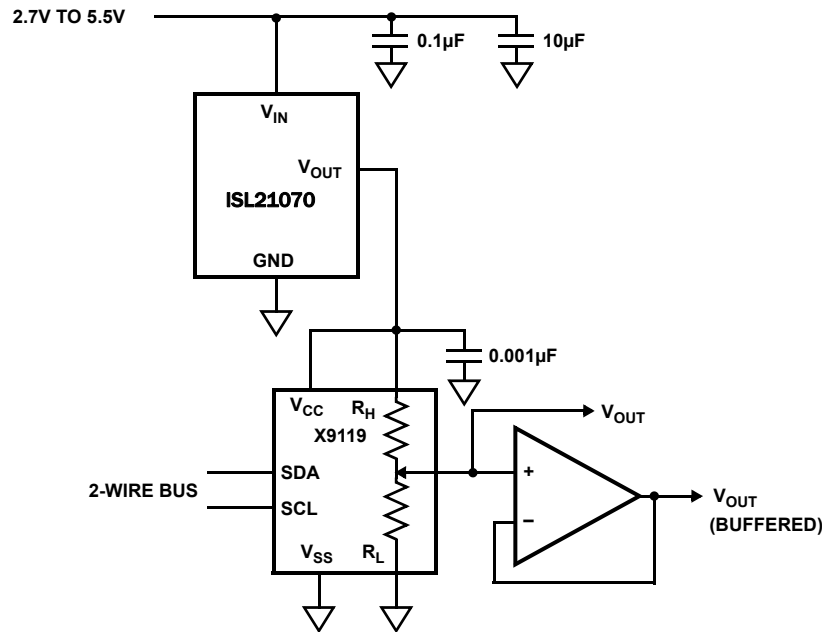 2.7V TO 5.5V
0.1µF
10µF
VIN
VOUT
ISL21070
GND
0.001µF
VCC
RH
X9119
VOUT
SDA
+
2-WIRE BUS
SCL
−
VOUT
(BUFFERED)
VSS
RL